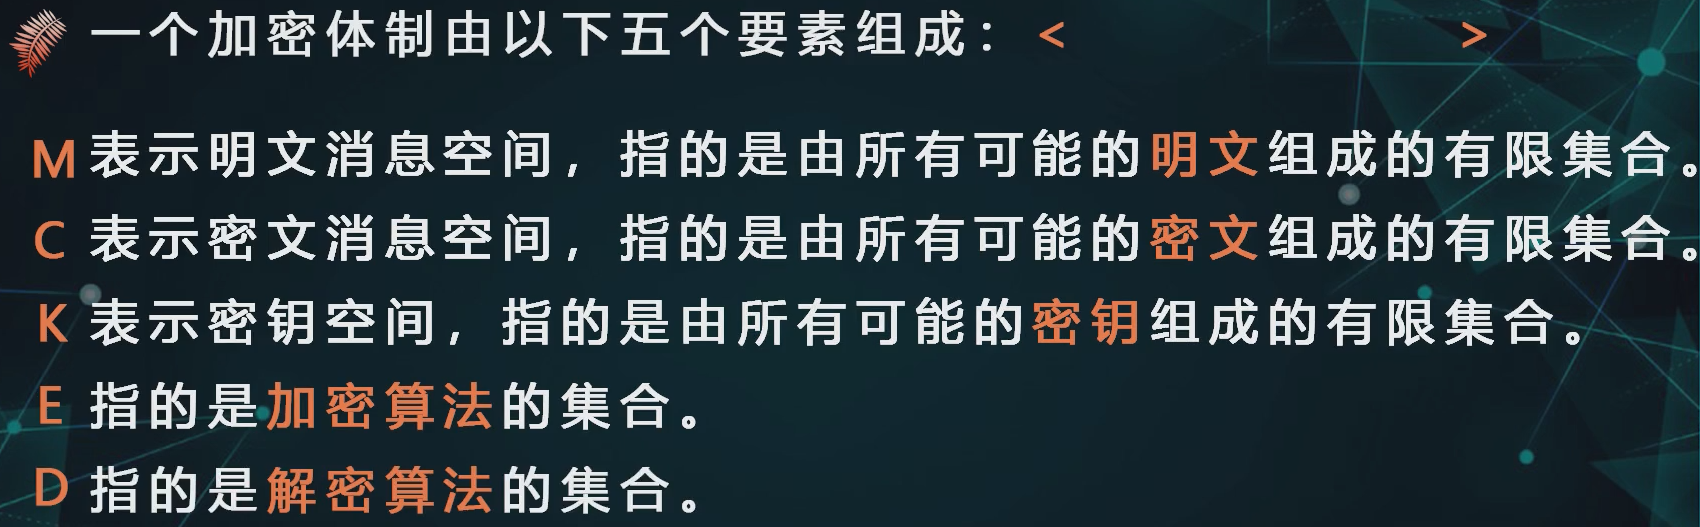 一个加密体制由以下五个要素组成：< >
M 表示明文消息空间，指的是由所有可能的明文组成的有限集合。
C 表示密文消息空间，指的是由所有可能的密文组成的有限集合。
K 表示密钥空间，指的是由所有可能的密钥组成的有限集合。
E 指的是加密算法的集合。
D 指的是解密算法的集合。